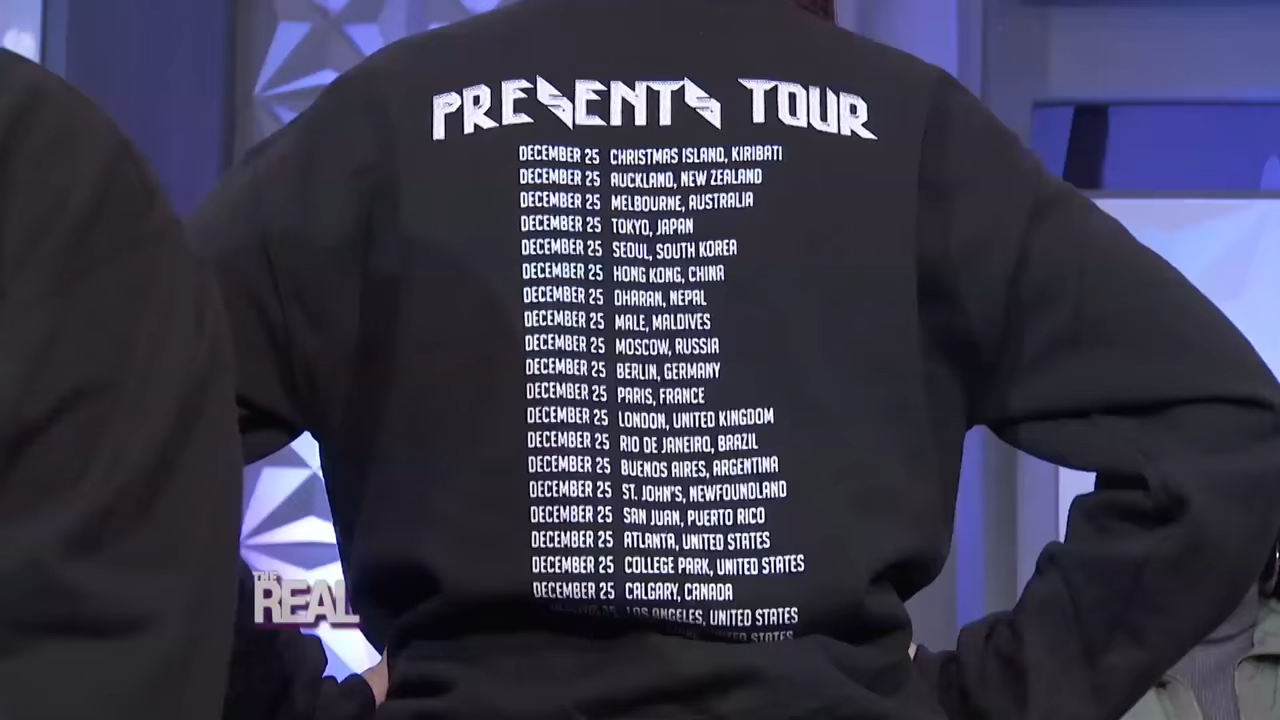 PRESENTS TOUR
DECEMBER 25 CHRISTMAS ISLAND, KIRIBATI
DECEMBER 25 AUCKLAND, NEW ZEALAND
DECEMBER 25 MELBOURNE, AUSTRALIA
DECEMBER 25 TOKYO, JAPAN
DECEMBER 25 SEOUL, SOUTH KOREA
DECEMBER 25 HONG KONG, CHINA
DECEMBER 25 DHARAN, NEPAL
DECEMBER 25 MALE, MALDIVES
DECEMBER 25 MOSCOW, RUSSIA
DECEMBER 25 BERLIN, GERMANY
DECEMBER 25 PARIS, FRANCE
DECEMBER 25 LONDON, UNITED KINGDOM
DECEMBER 25 RIO DE JANEIRO, BRAZIL
DECEMBER 25 BUENOS AIRES, ARGENTINA
DECEMBER 25 ST. JOHN'S, NEWFOUNDLAND
DECEMBER 25 SAN JUAN, PUERTO RICO
DECEMBER 25 ATLANTA, UNITED STATES
DECEMBER 25 COLLEGE PARK, UNITED STATES
DECEMBER 25 CALGARY, CANADA
LOS ANGELES, UNITED STATES
UNITED STATES
THE
REAL